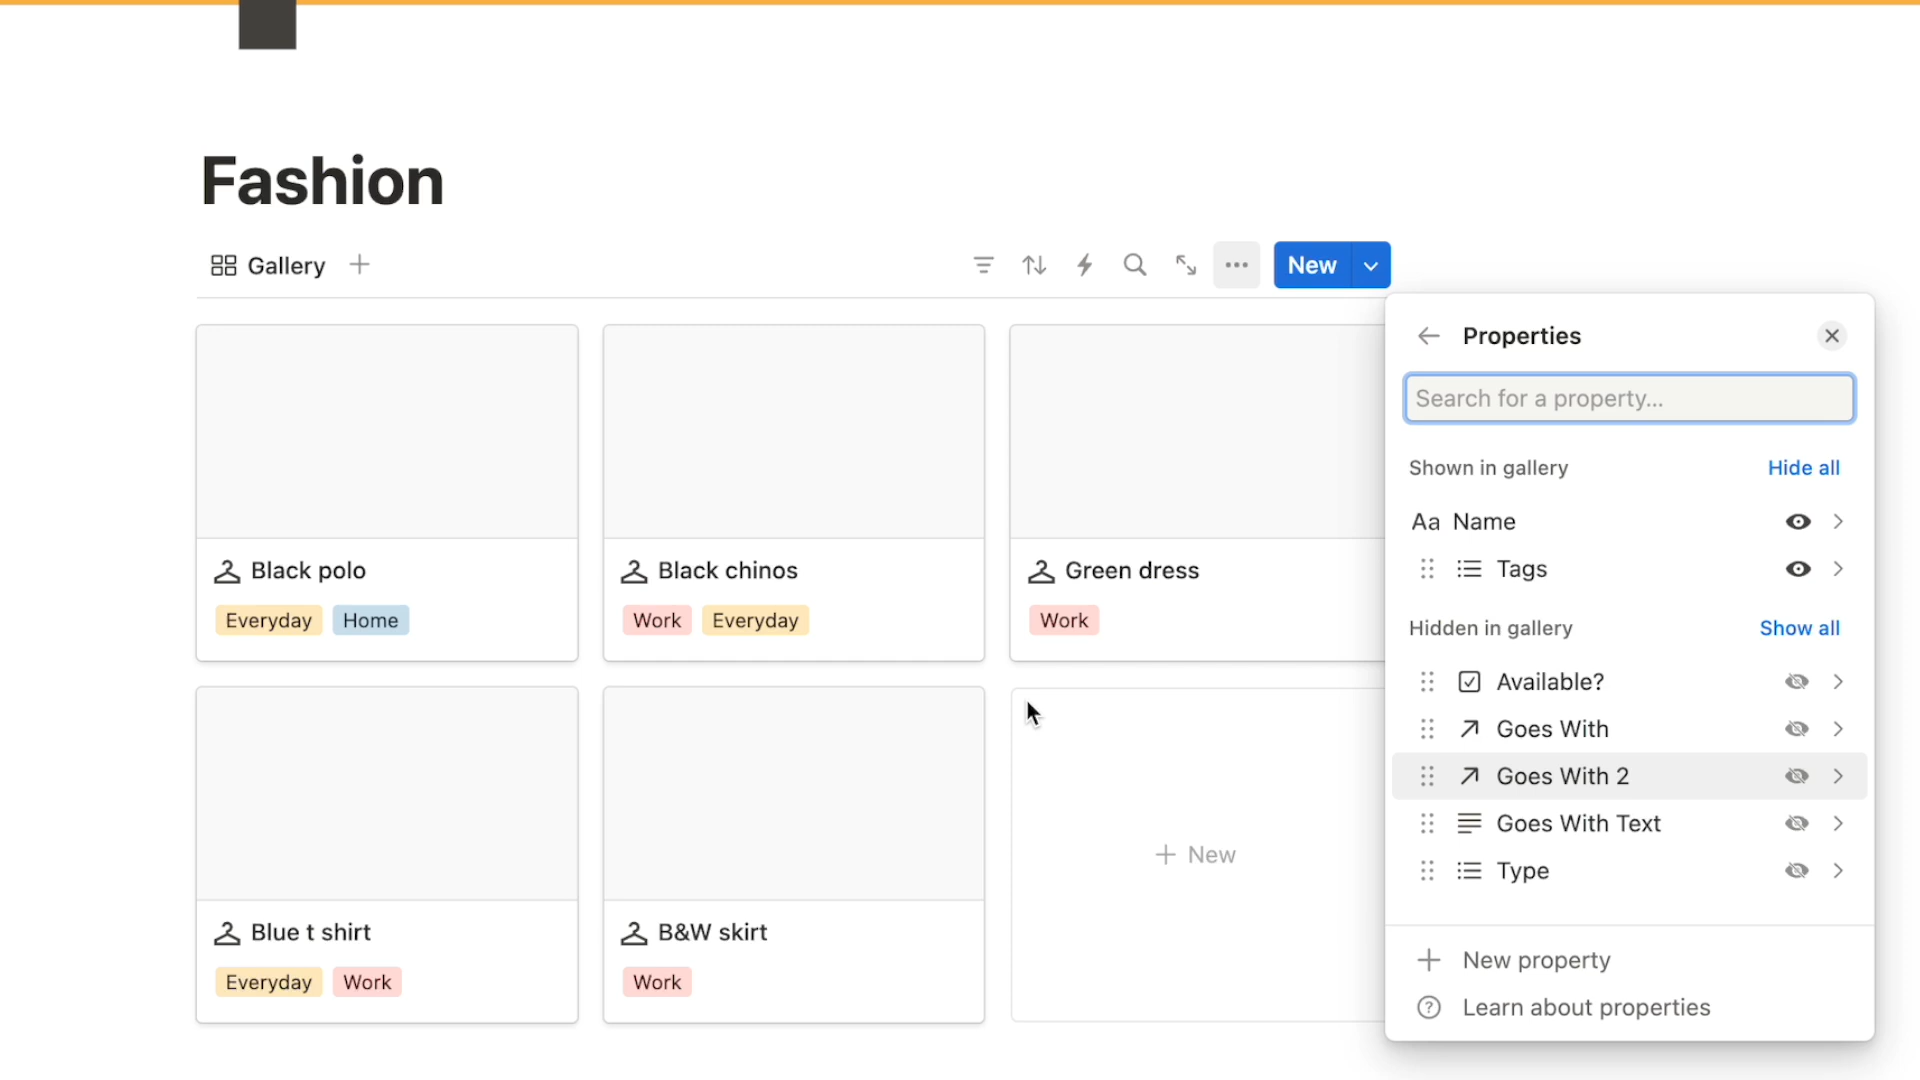 Fashion
Gallery
New
Properties
Search for a property...
Shown in gallery Hide all
Aa Name
Tags
Hidden in gallery Show all
Available?
Goes With
Goes With 2
Goes With Text
Type
New property
Learn about properties
Black polo
Everyday Home
Black chinos
Work Everyday
Green dress
Work
Blue t shirt
Everyday Work
B&W skirt
Work
New